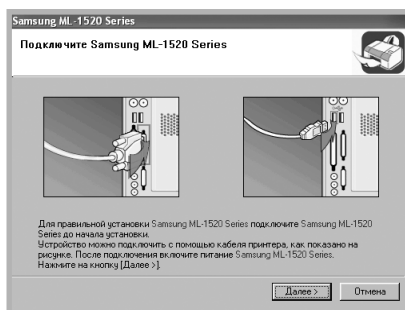 Samsung ML-1520 Series
Подключите Samsung ML-1520 Series
Для правильной установки Samsung ML-1520 Series подключите Samsung ML-1520
Series до начала установки.
Устройство можно подключить с помощью кабеля принтера, как показано на
рисунке. После подключения включите питание Samsung ML-1520 Series.
Нажмите на кнопку [Далее >].
Далее >
Отмена